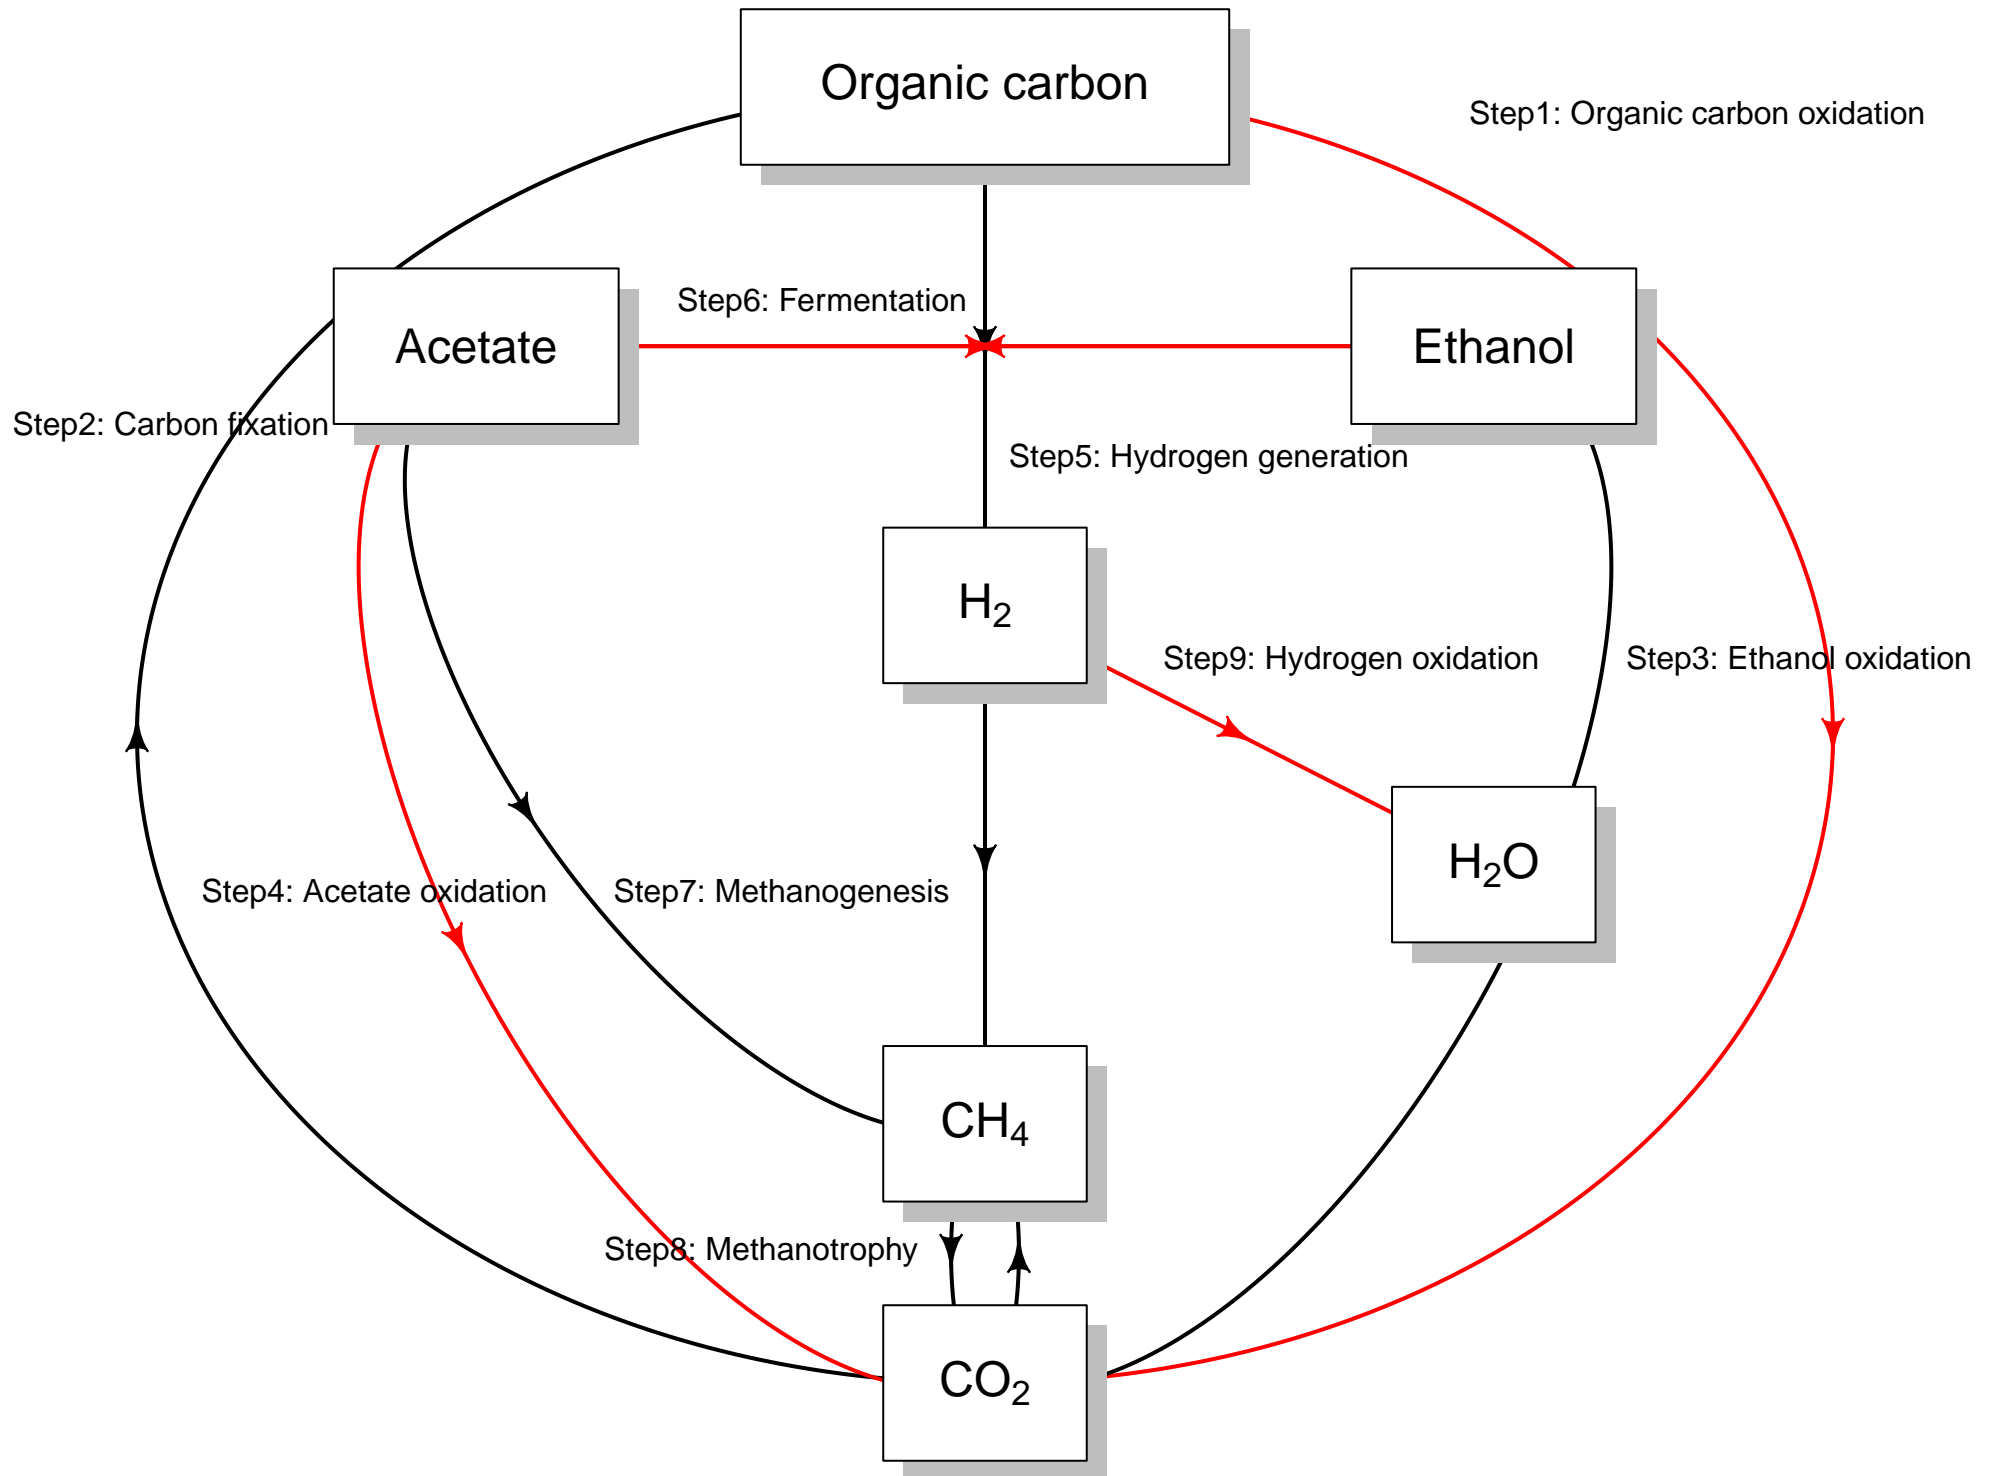 Organic carbon
Step1: Organic carbon oxidation
Step6: Fermentation
Acetate
Ethanol
Step2: Carbon fixation
Step5: Hydrogen generation
H₂
Step9: Hydrogen oxidation
Step3: Ethanol oxidation
H₂O
Step4: Acetate oxidation
Step7: Methanogenesis
CH₄
Step8: Methanotrophy
CO₂